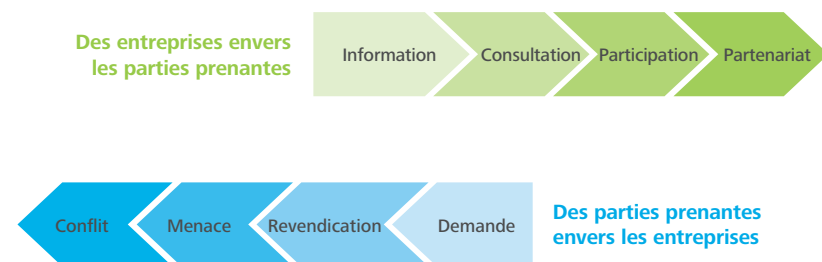 Des entreprises envers
les parties prenantes
Information
Consultation
Participation
Partenariat
Conflit
Menace
Revendication
Demande
Des parties prenantes
envers les entreprises